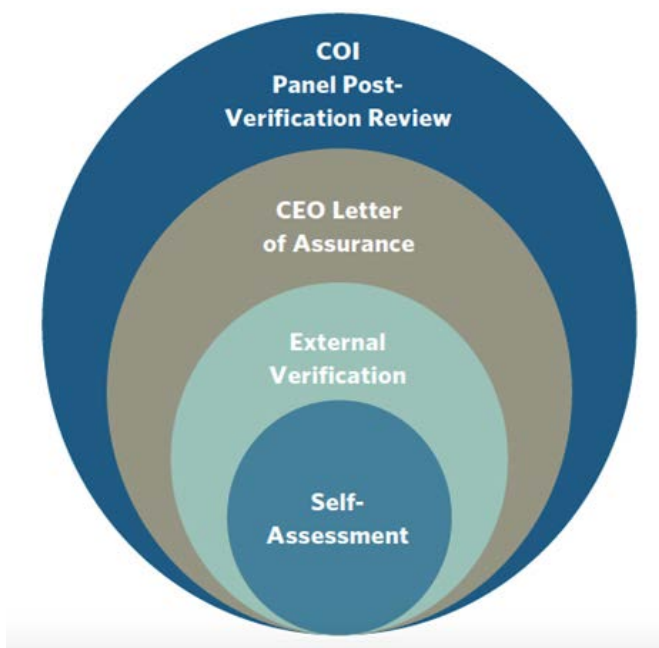 COI
Panel Post-
Verification Review
CEO Letter
of Assurance
External
Verification
Self-
Assessment